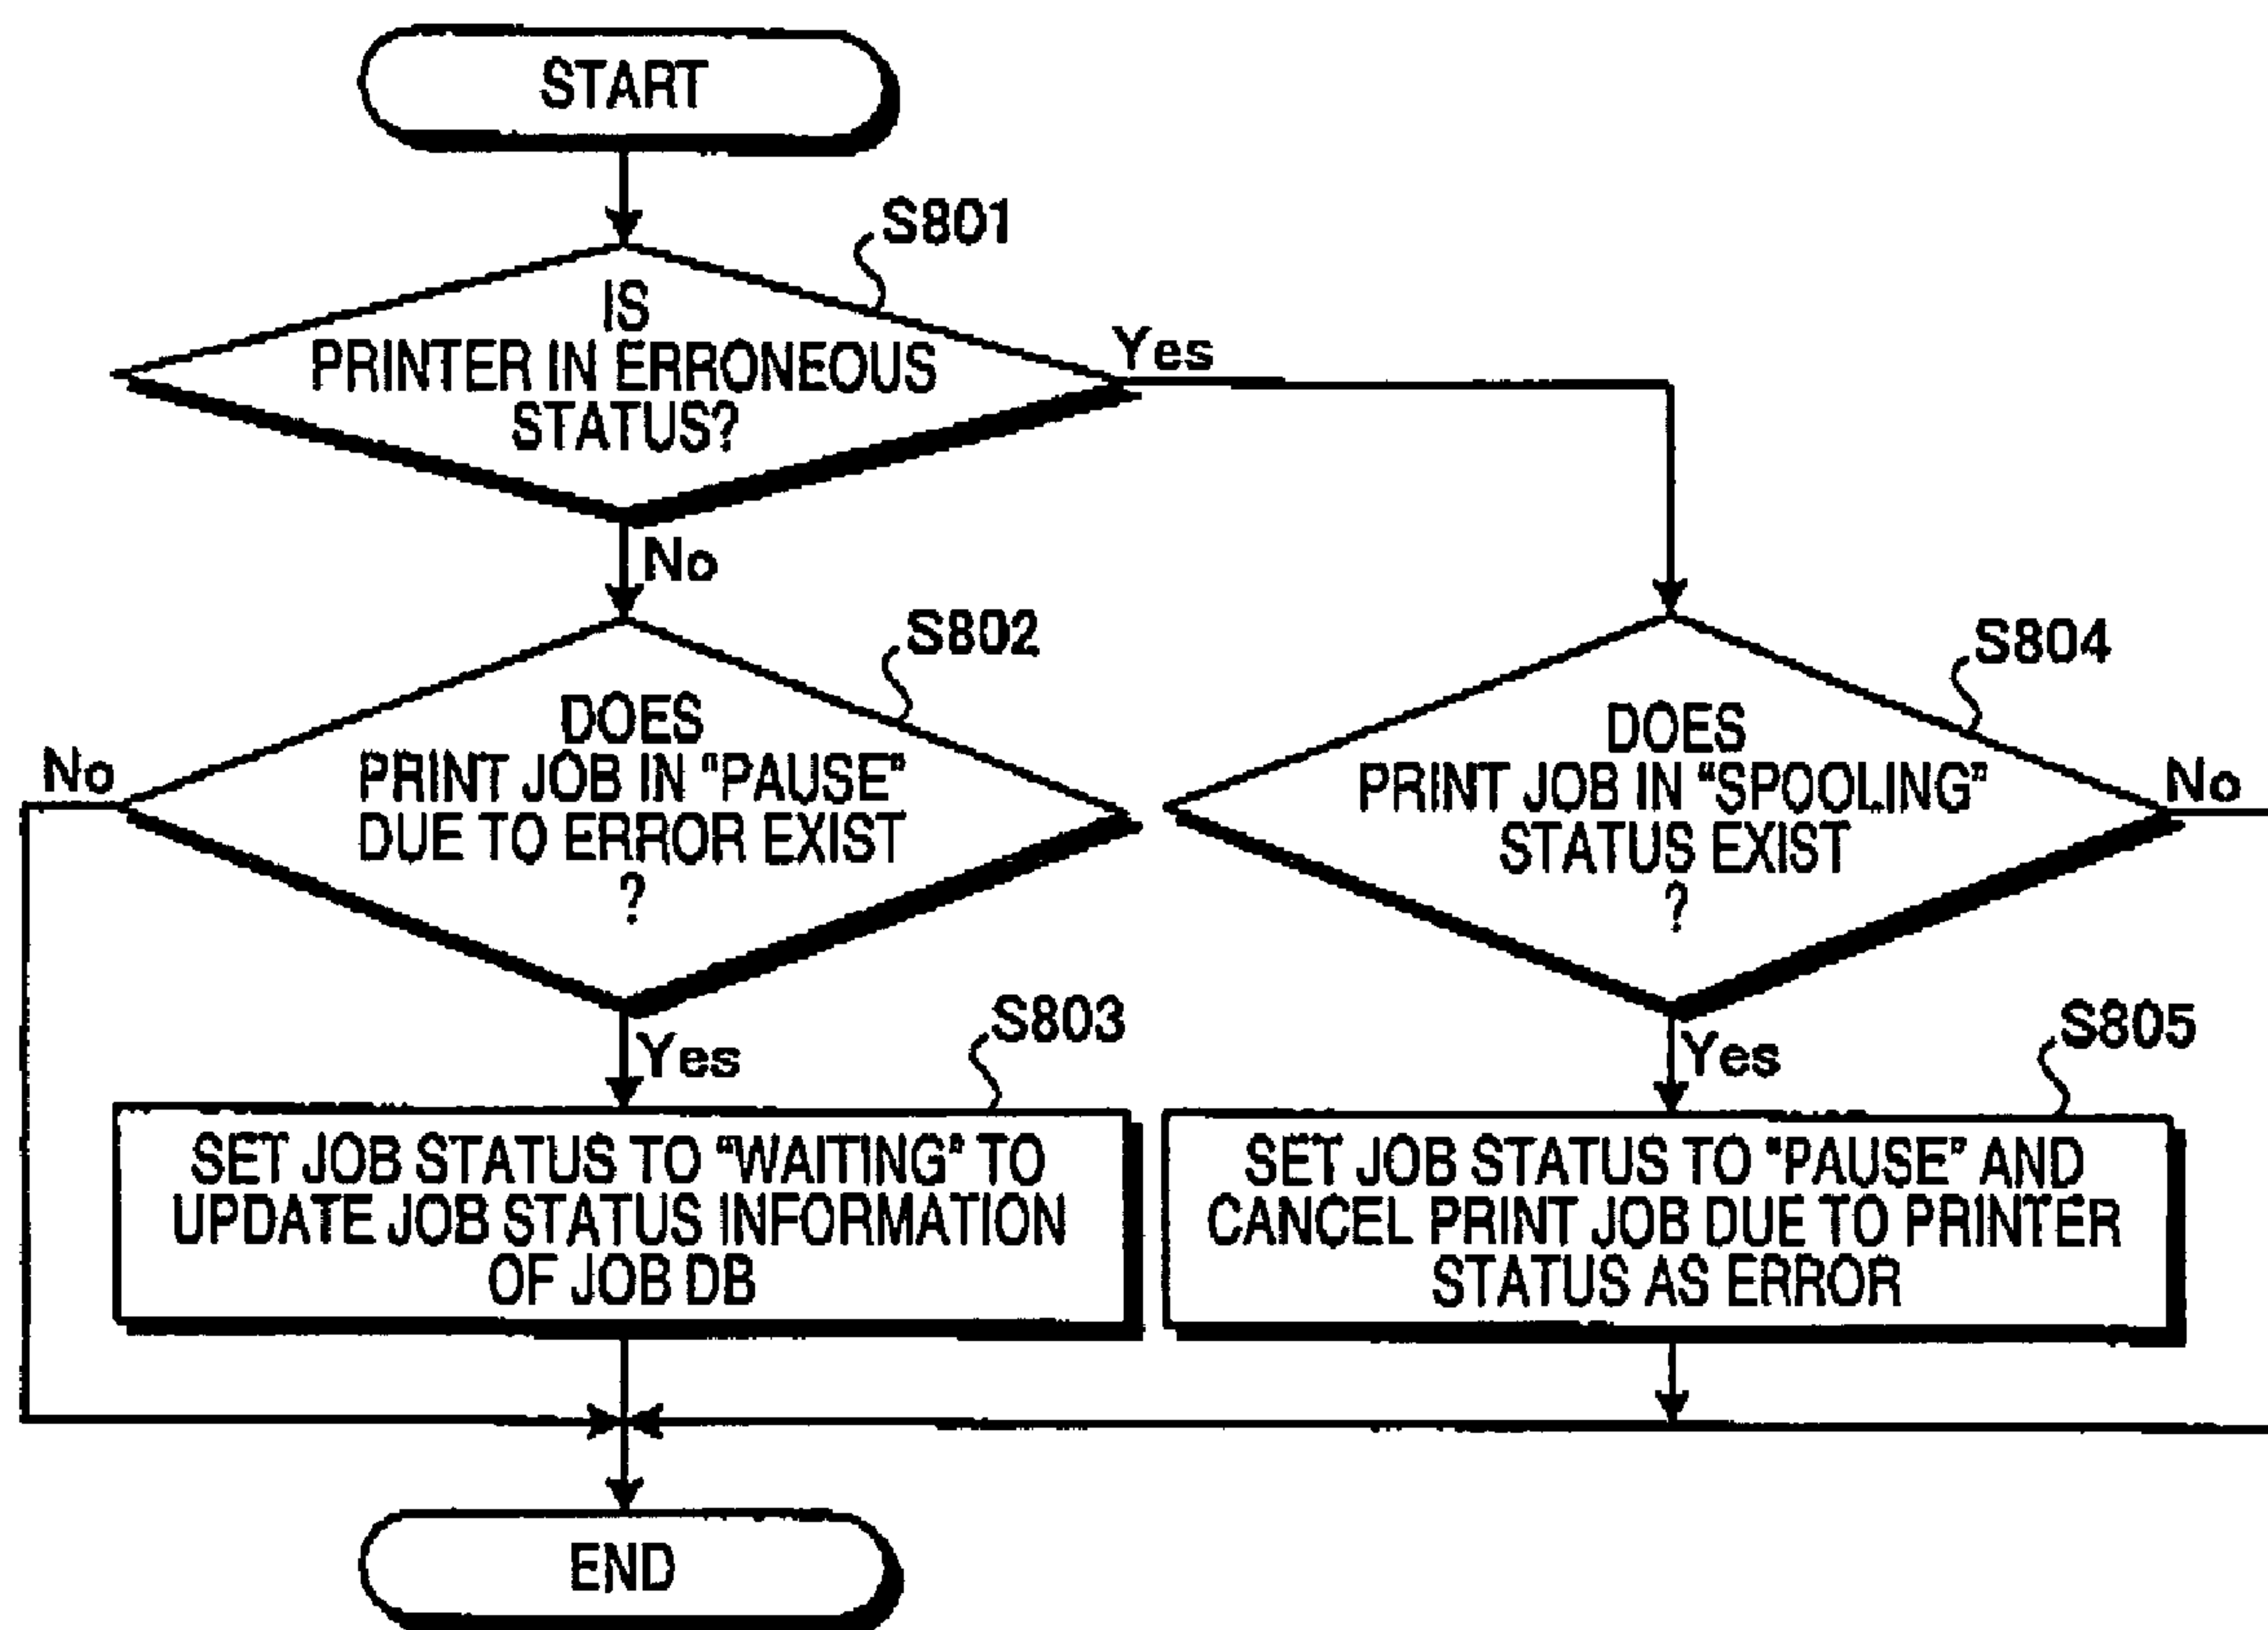 START
S801
IS
PRINTER IN ERRONEOUS
STATUS?
Yes
No
S802
DOES
PRINT JOB IN "PAUSE"
DUE TO ERROR EXIST
?
No
Yes
S804
DOES
PRINT JOB IN "SPOOLING"
STATUS EXIST
?
No
Yes
S803
SET JOB STATUS TO "WAITING" TO
UPDATE JOB STATUS INFORMATION
OF JOB DB
S805
SET JOB STATUS TO "PAUSE" AND
CANCEL PRINT JOB DUE TO PRINTER
STATUS AS ERROR
END